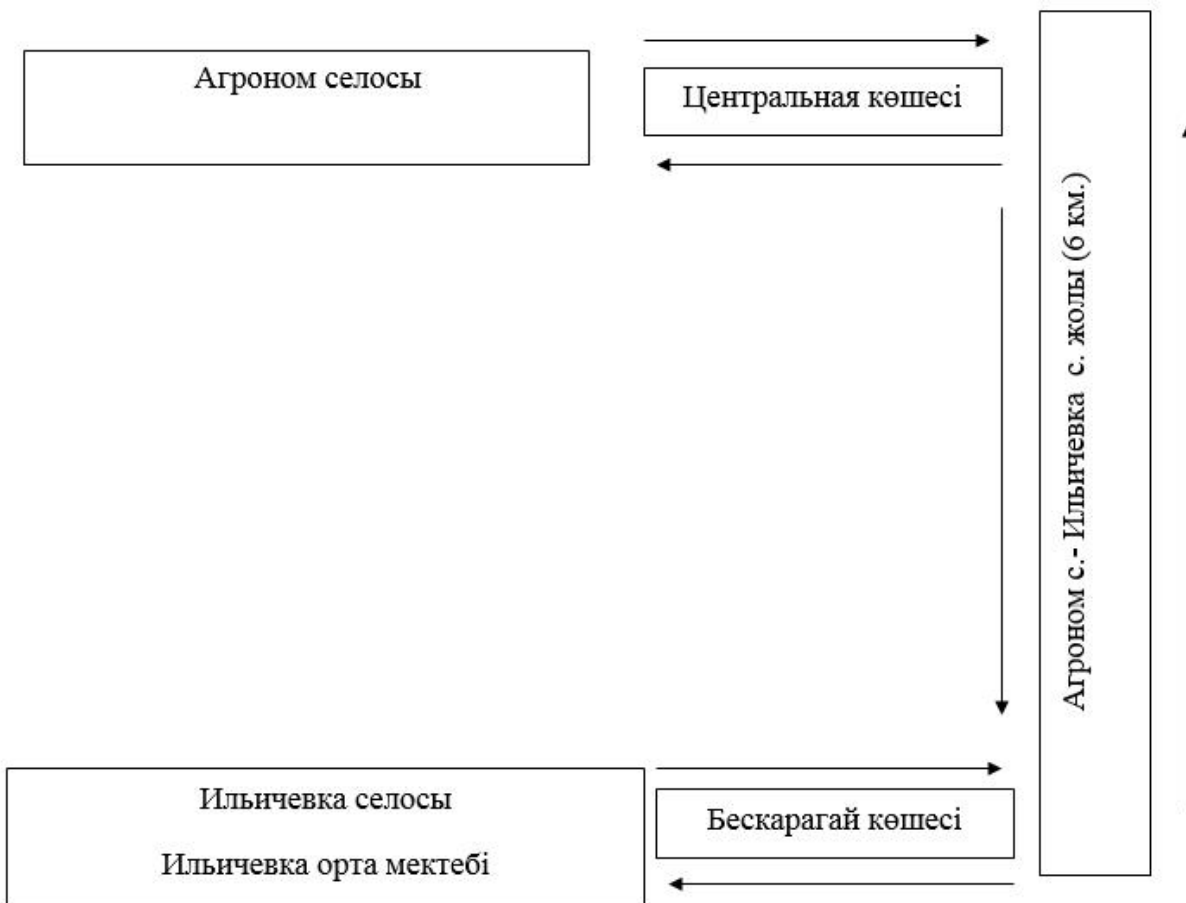 Агроном селосы
Центральная көшесі
Агроном с.- Ильичевка с. жолы (6 км.)
Ильичевка селосы
Ильичевка орта мектебі
Бескарагай көшесі